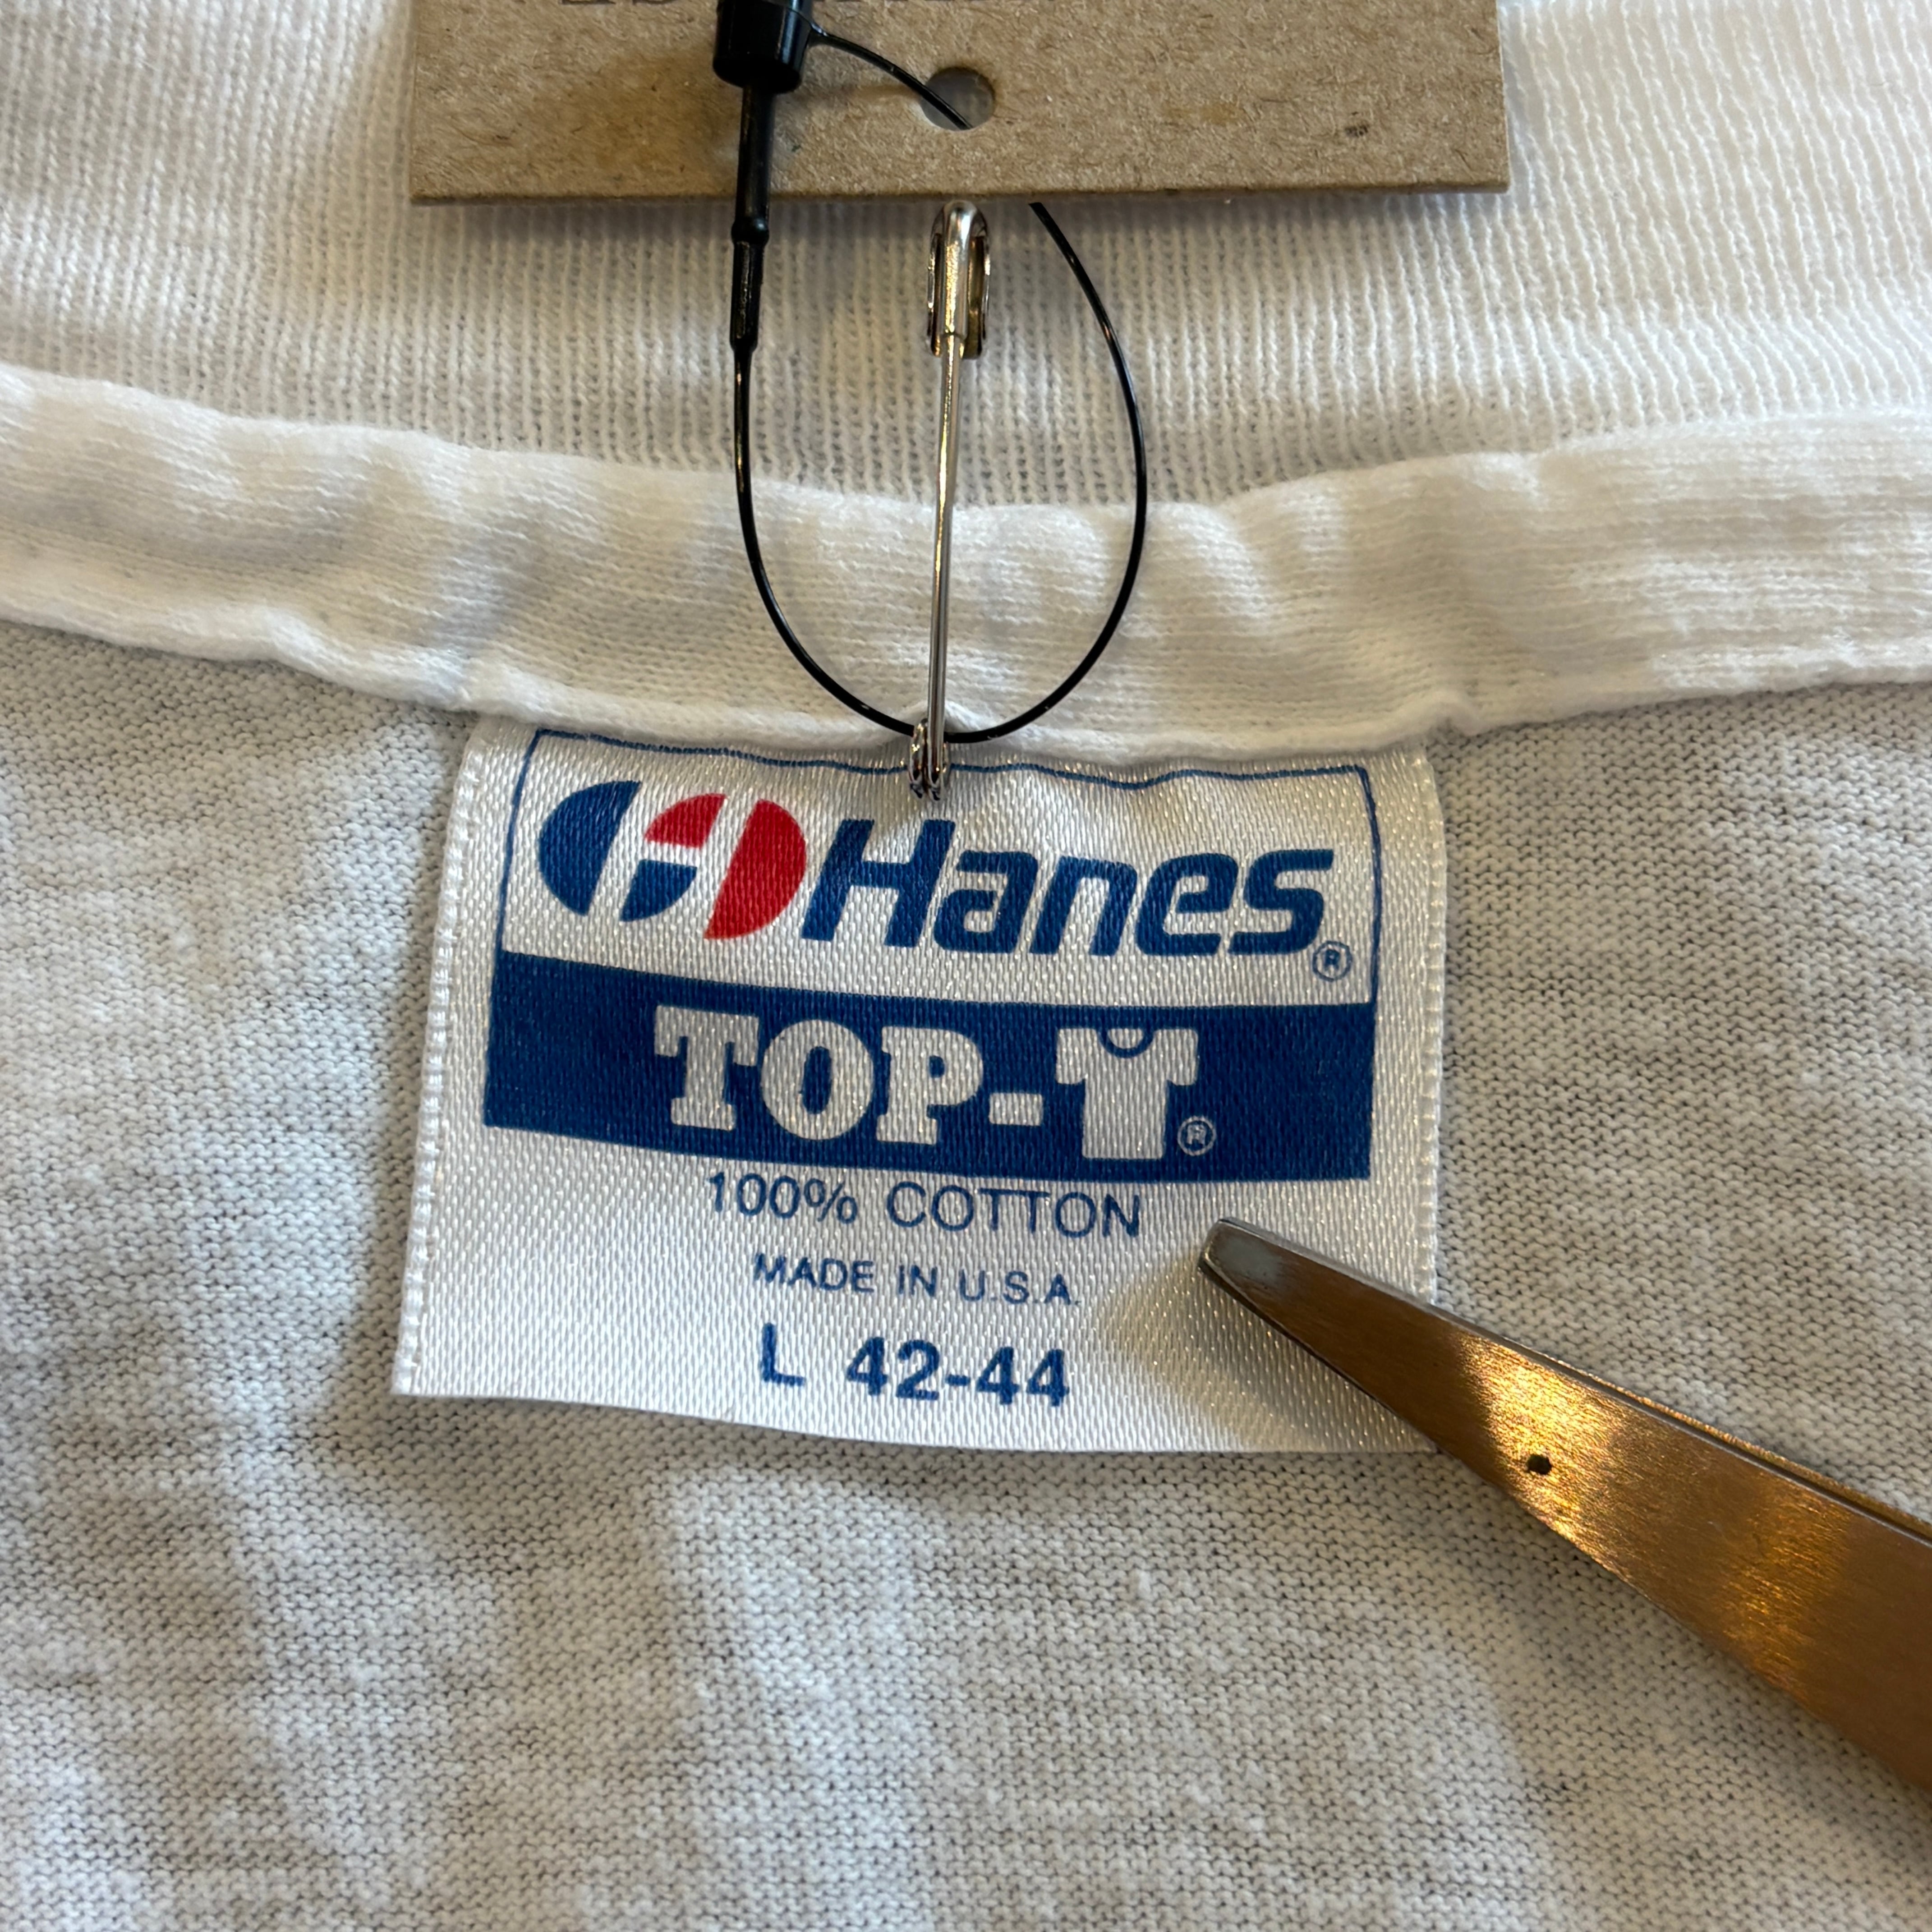 Hanes®
TOP-T®
100% COTTON
MADE IN U.S.A.
L 42-44